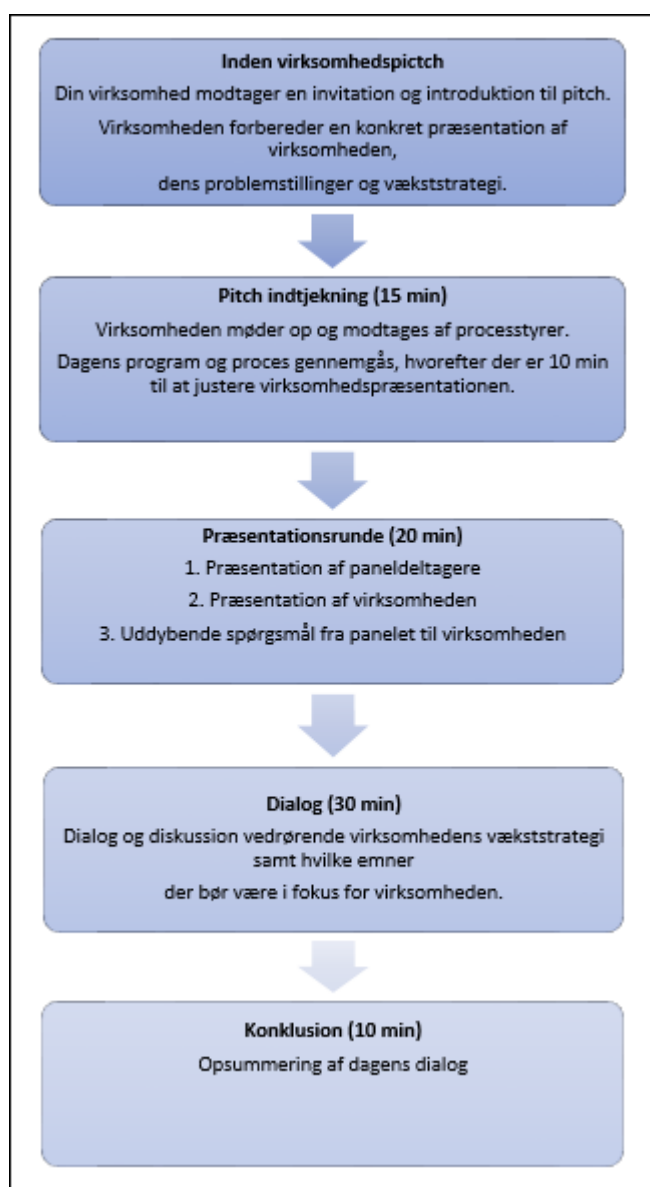 Inden virksomhedspictch
Din virksomhed modtager en invitation og introduktion til pitch.
Virksomheden forbereder en konkret præsentation af
virksomheden,
dens problemstillinger og vækststrategi.
Pitch indtjekning (15 min)
Virksomheden møder op og modtages af processtyrer.
Dagens program og proces gennemgås, hvorefter der er 10 min
til at justere virksomhedspræsentationen.
Præsentationsrunde (20 min)
1. Præsentation af paneldeltagere
2. Præsentation af virksomheden
3. Uddybende spørgsmål fra panelet til virksomheden
Dialog (30 min)
Dialog og diskussion vedrørende virksomhedens vækststrategi
samt hvilke emner
der bør være i fokus for virksomheden.
Konklusion (10 min)
Opsummering af dagens dialog